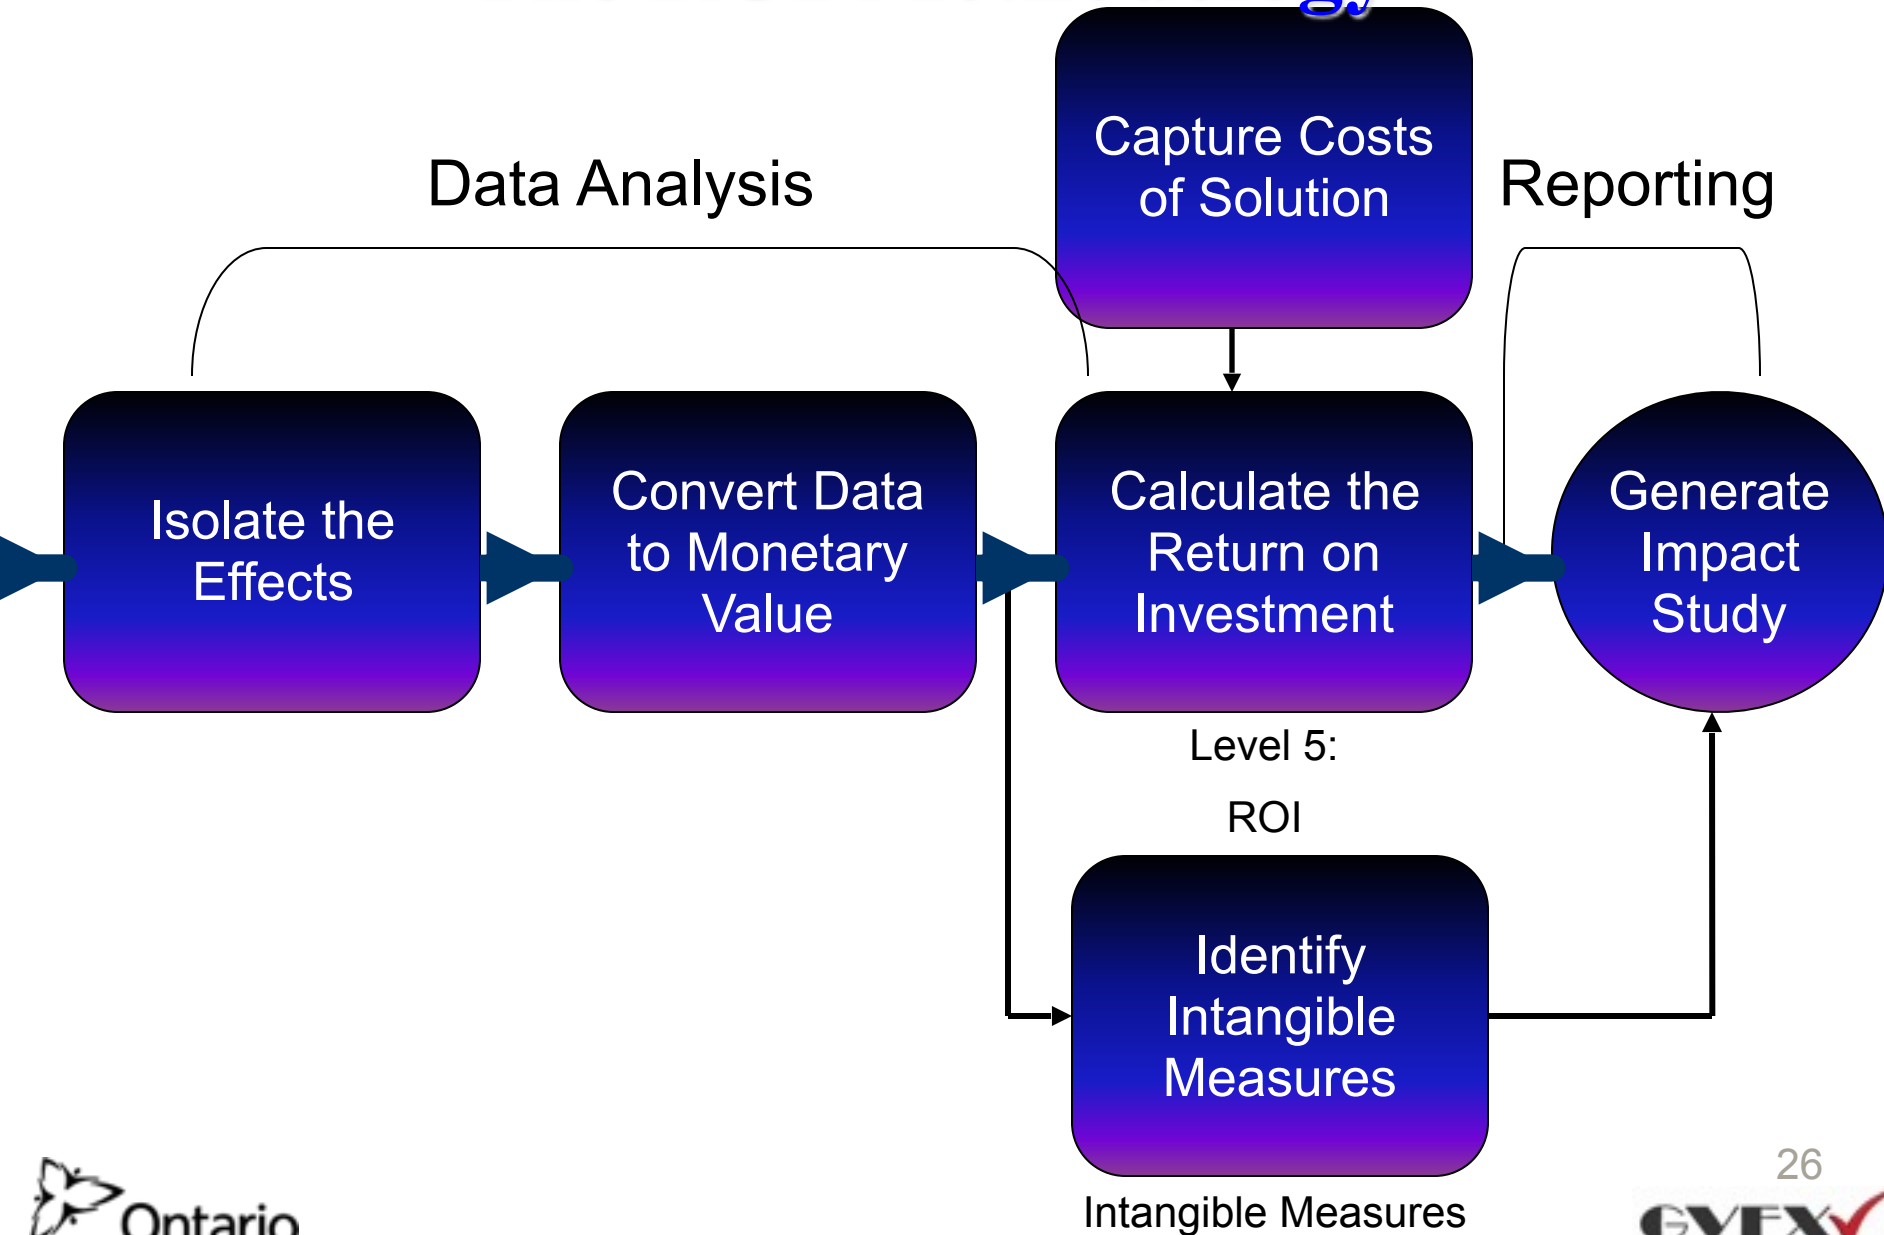 Capture Costs
of Solution
Data Analysis
Reporting
Isolate the
Effects
Convert Data
to Monetary
Value
Calculate the
Return on
Investment
Generate
Impact
Study
Level 5:
ROI
Identify
Intangible
Measures
Intangible Measures
26
Ontario